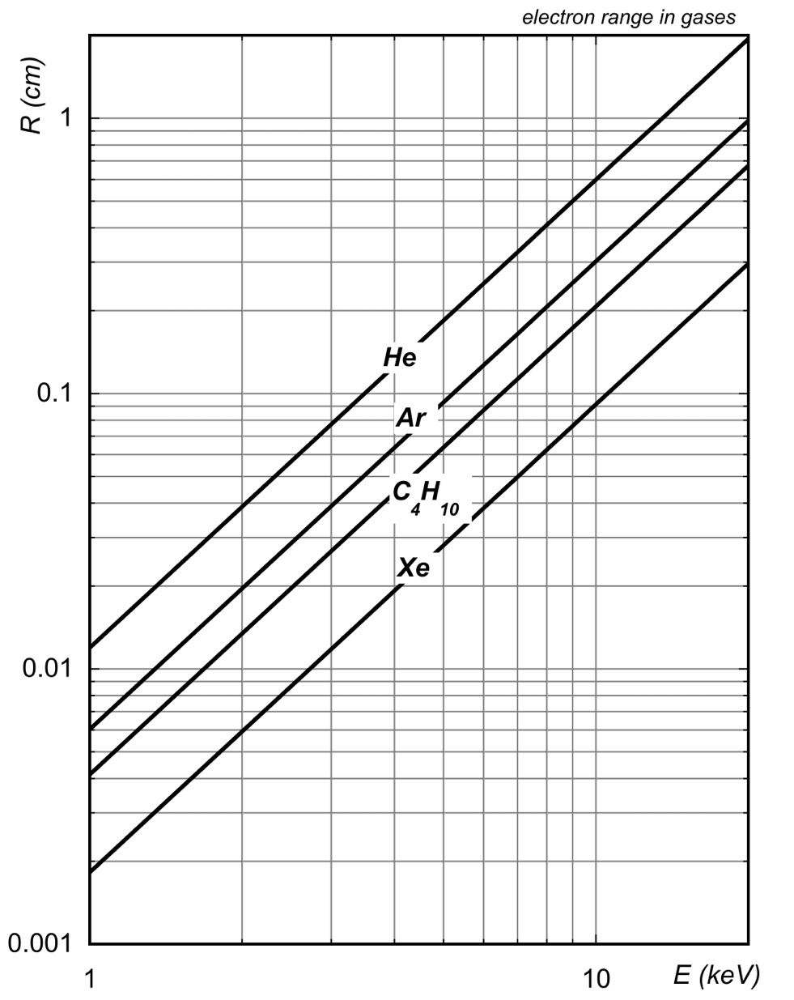 electron range in gases
R (cm)
1
He
0.1
Ar
C4H10
Xe
0.01
0.001
1
10
E (keV)